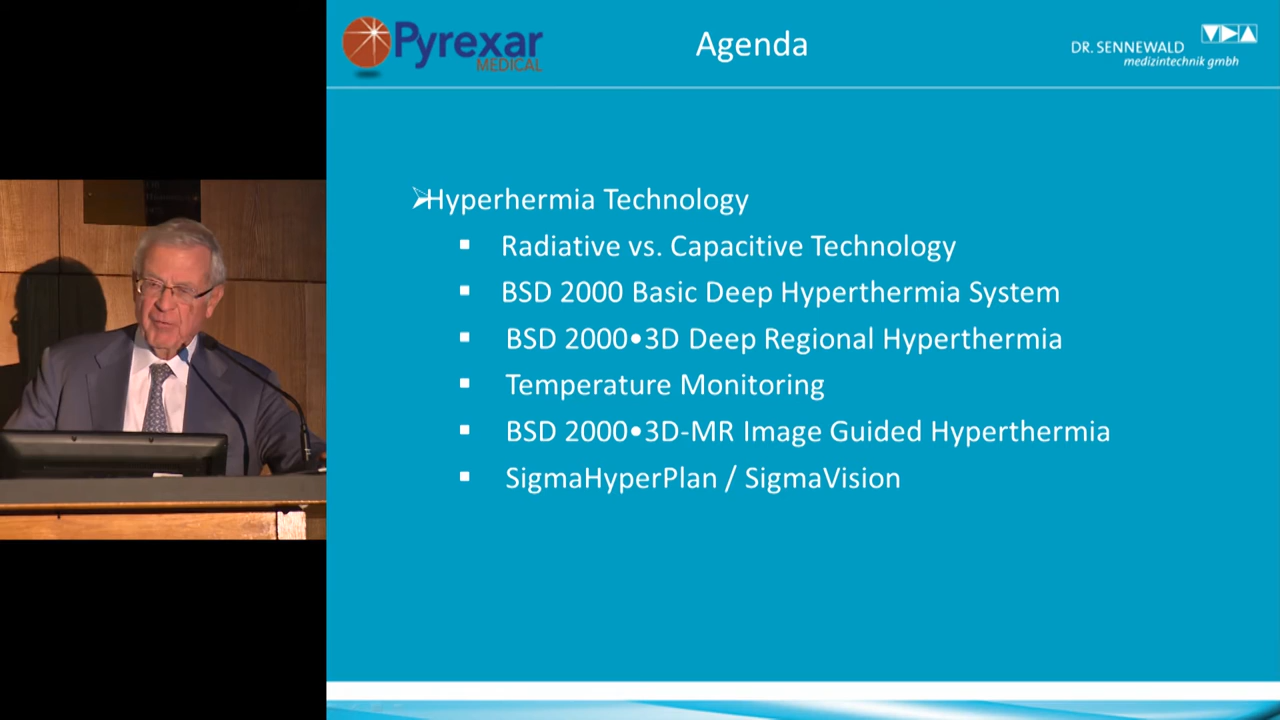 Pyrexar
MEDICAL
Agenda
DR. SENNEWALD
medizintechnik gmbh
Hyperhermia Technology
Radiative vs. Capacitive Technology
BSD 2000 Basic Deep Hyperthermia System
BSD 2000•3D Deep Regional Hyperthermia
Temperature Monitoring
BSD 2000•3D-MR Image Guided Hyperthermia
SigmaHyperPlan / SigmaVision